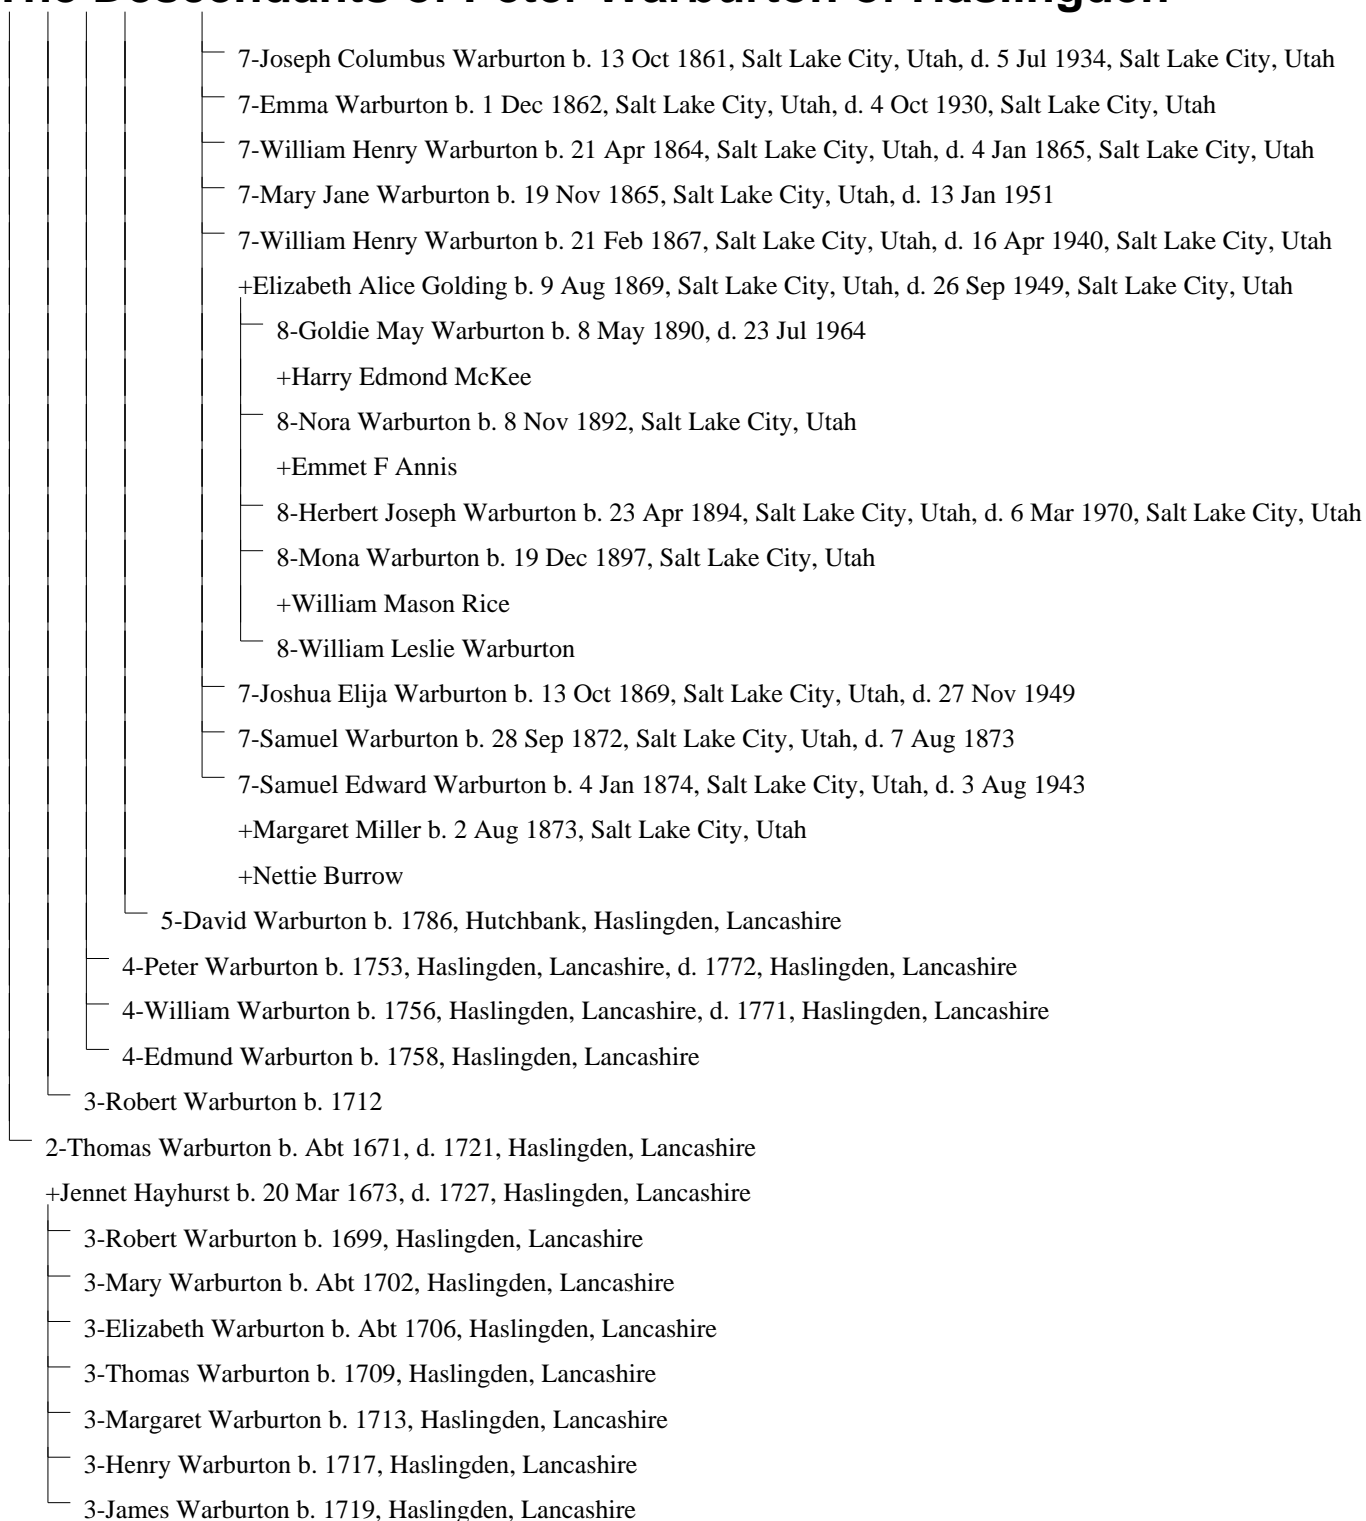 The Descendants of Peter Warburton of Haslingden
7-Joseph Columbus Warburton b. 13 Oct 1861, Salt Lake City, Utah, d. 5 Jul 1934, Salt Lake City, Utah
7-Emma Warburton b. 1 Dec 1862, Salt Lake City, Utah, d. 4 Oct 1930, Salt Lake City, Utah
7-William Henry Warburton b. 21 Apr 1864, Salt Lake City, Utah, d. 4 Jan 1865, Salt Lake City, Utah
7-Mary Jane Warburton b. 19 Nov 1865, Salt Lake City, Utah, d. 13 Jan 1951
7-William Henry Warburton b. 21 Feb 1867, Salt Lake City, Utah, d. 16 Apr 1940, Salt Lake City, Utah
+Elizabeth Alice Golding b. 9 Aug 1869, Salt Lake City, Utah, d. 26 Sep 1949, Salt Lake City, Utah
8-Goldie May Warburton b. 8 May 1890, d. 23 Jul 1964
+Harry Edmond McKee
8-Nora Warburton b. 8 Nov 1892, Salt Lake City, Utah
+Emmet F Annis
8-Herbert Joseph Warburton b. 23 Apr 1894, Salt Lake City, Utah, d. 6 Mar 1970, Salt Lake City, Utah
8-Mona Warburton b. 19 Dec 1897, Salt Lake City, Utah
+William Mason Rice
8-William Leslie Warburton
7-Joshua Elija Warburton b. 13 Oct 1869, Salt Lake City, Utah, d. 27 Nov 1949
7-Samuel Warburton b. 28 Sep 1872, Salt Lake City, Utah, d. 7 Aug 1873
7-Samuel Edward Warburton b. 4 Jan 1874, Salt Lake City, Utah, d. 3 Aug 1943
+Margaret Miller b. 2 Aug 1873, Salt Lake City, Utah
+Nettie Burrow
5-David Warburton b. 1786, Hutchbank, Haslingden, Lancashire
4-Peter Warburton b. 1753, Haslingden, Lancashire, d. 1772, Haslingden, Lancashire
4-William Warburton b. 1756, Haslingden, Lancashire, d. 1771, Haslingden, Lancashire
4-Edmund Warburton b. 1758, Haslingden, Lancashire
3-Robert Warburton b. 1712
2-Thomas Warburton b. Abt 1671, d. 1721, Haslingden, Lancashire
+Jennet Hayhurst b. 20 Mar 1673, d. 1727, Haslingden, Lancashire
3-Robert Warburton b. 1699, Haslingden, Lancashire
3-Mary Warburton b. Abt 1702, Haslingden, Lancashire
3-Elizabeth Warburton b. Abt 1706, Haslingden, Lancashire
3-Thomas Warburton b. 1709, Haslingden, Lancashire
3-Margaret Warburton b. 1713, Haslingden, Lancashire
3-Henry Warburton b. 1717, Haslingden, Lancashire
3-James Warburton b. 1719, Haslingden, Lancashire